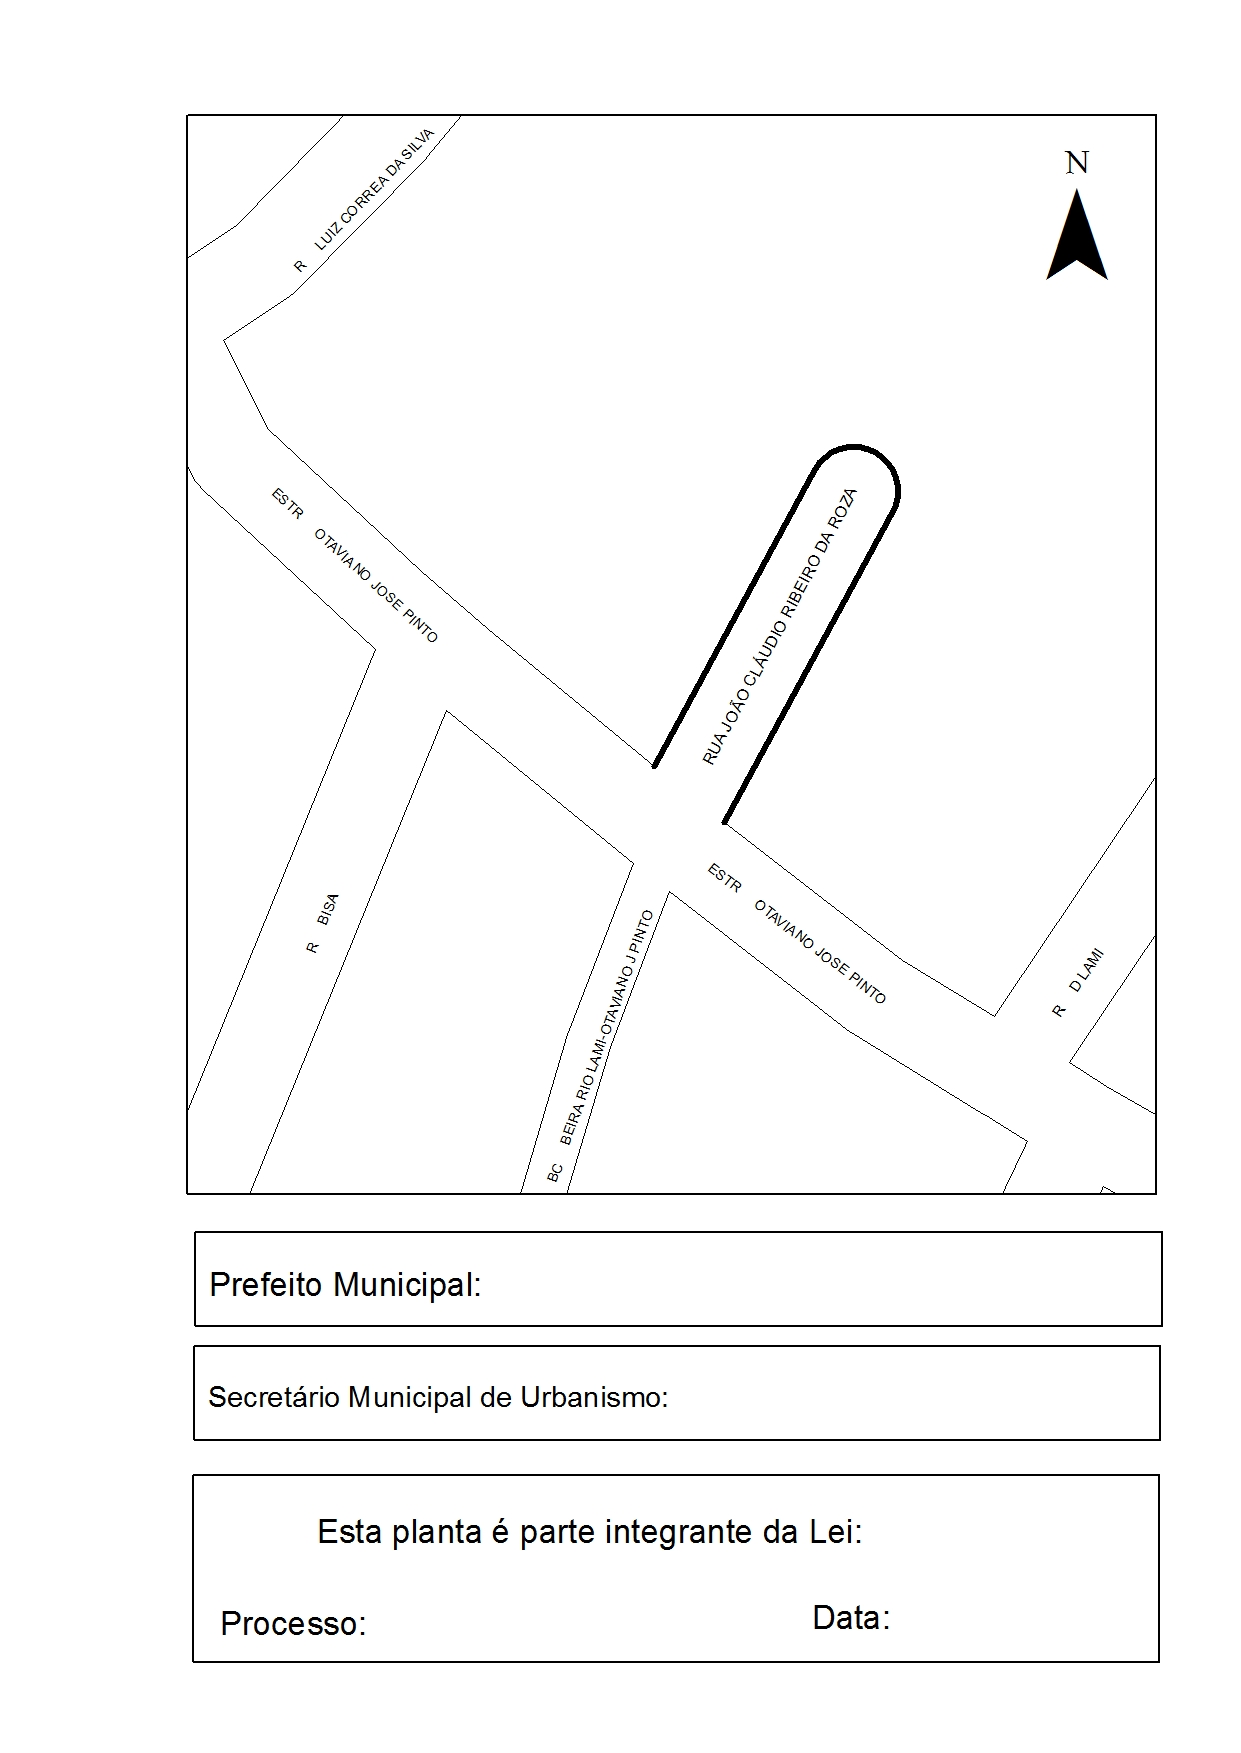 N
R LUIZ CORREA DA SILVA
ESTR OTAVIANO JOSE PINTO
RUA JOÃO CLÁUDIO RIBEIRO DA ROZA
ESTR OTAVIANO JOSE PINTO
R BISA
BC BEIRA RIO LAMI-OTAVIANO J PINTO
R D LAMI
Prefeito Municipal:
Secretário Municipal de Urbanismo:
Esta planta é parte integrante da Lei:
Processo:
Data: